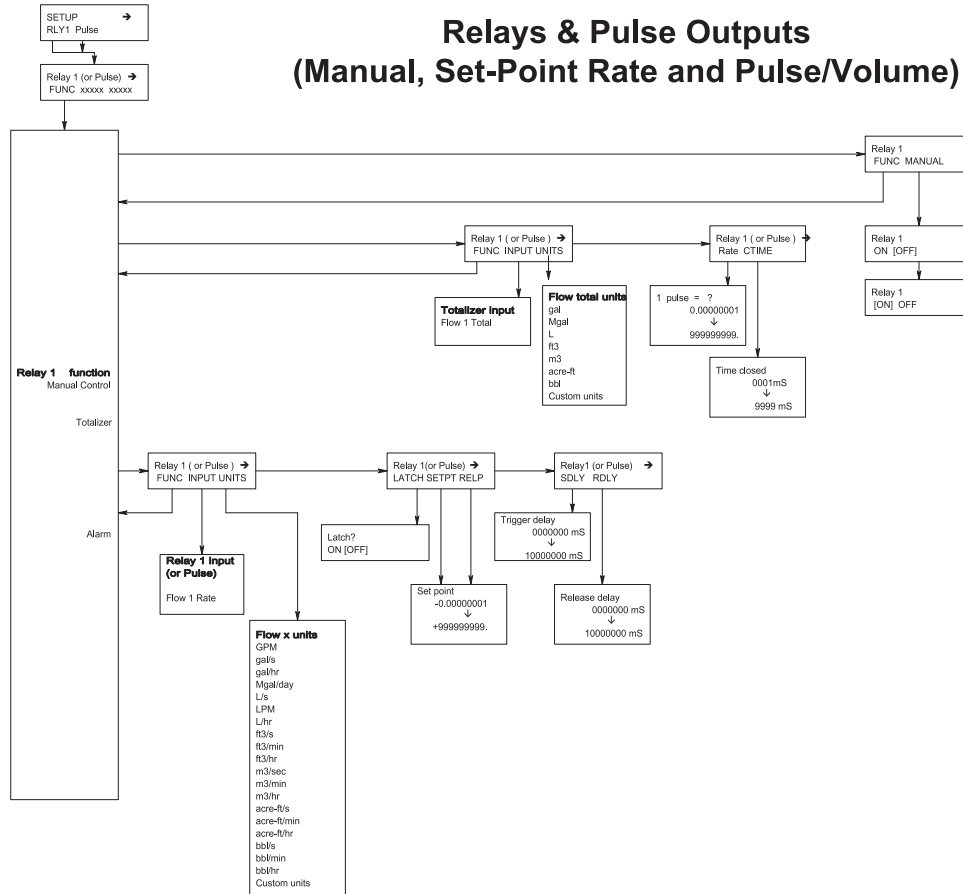 Relays & Pulse Outputs
(Manual, Set-Point Rate and Pulse/Volume)
SETUP →
RLY1 Pulse
Relay 1 (or Pulse) →
FUNC xxxxx xxxxx
Relay 1 function
Manual Control
Totalizer
Alarm
Relay 1
FUNC MANUAL
Relay 1
ON [OFF]
Relay 1
[ON] OFF
Relay 1 ( or Pulse ) →
FUNC INPUT UNITS
Totalizer input
Flow 1 Total
Flow total units
gal
Mgal
L
ft3
m3
acre-ft
bbl
Custom units
Relay 1 ( or Pulse ) →
Rate CTIME
1 pulse = ?
0.00000001
↓
999999999.
Time closed
0001mS
↓
9999 mS
Relay 1 ( or Pulse ) →
FUNC INPUT UNITS
Relay 1 input
(or Pulse)
Flow 1 Rate
Flow x units
GPM
gal/s
gal/hr
Mgal/day
L/s
LPM
L/hr
ft3/s
ft3/min
ft3/hr
m3/sec
m3/min
m3/hr
acre-ft/s
acre-ft/min
acre-ft/hr
bbl/s
bbl/min
bbl/hr
Custom units
Relay 1(or Pulse) →
LATCH SETPT RELP
Latch?
ON [OFF]
Set point
-0.00000001
↓
+999999999.
Relay1 (or Pulse) →
SDLY RDLY
Trigger delay
0000000 mS
↓
10000000 mS
Release delay
0000000 mS
↓
10000000 mS